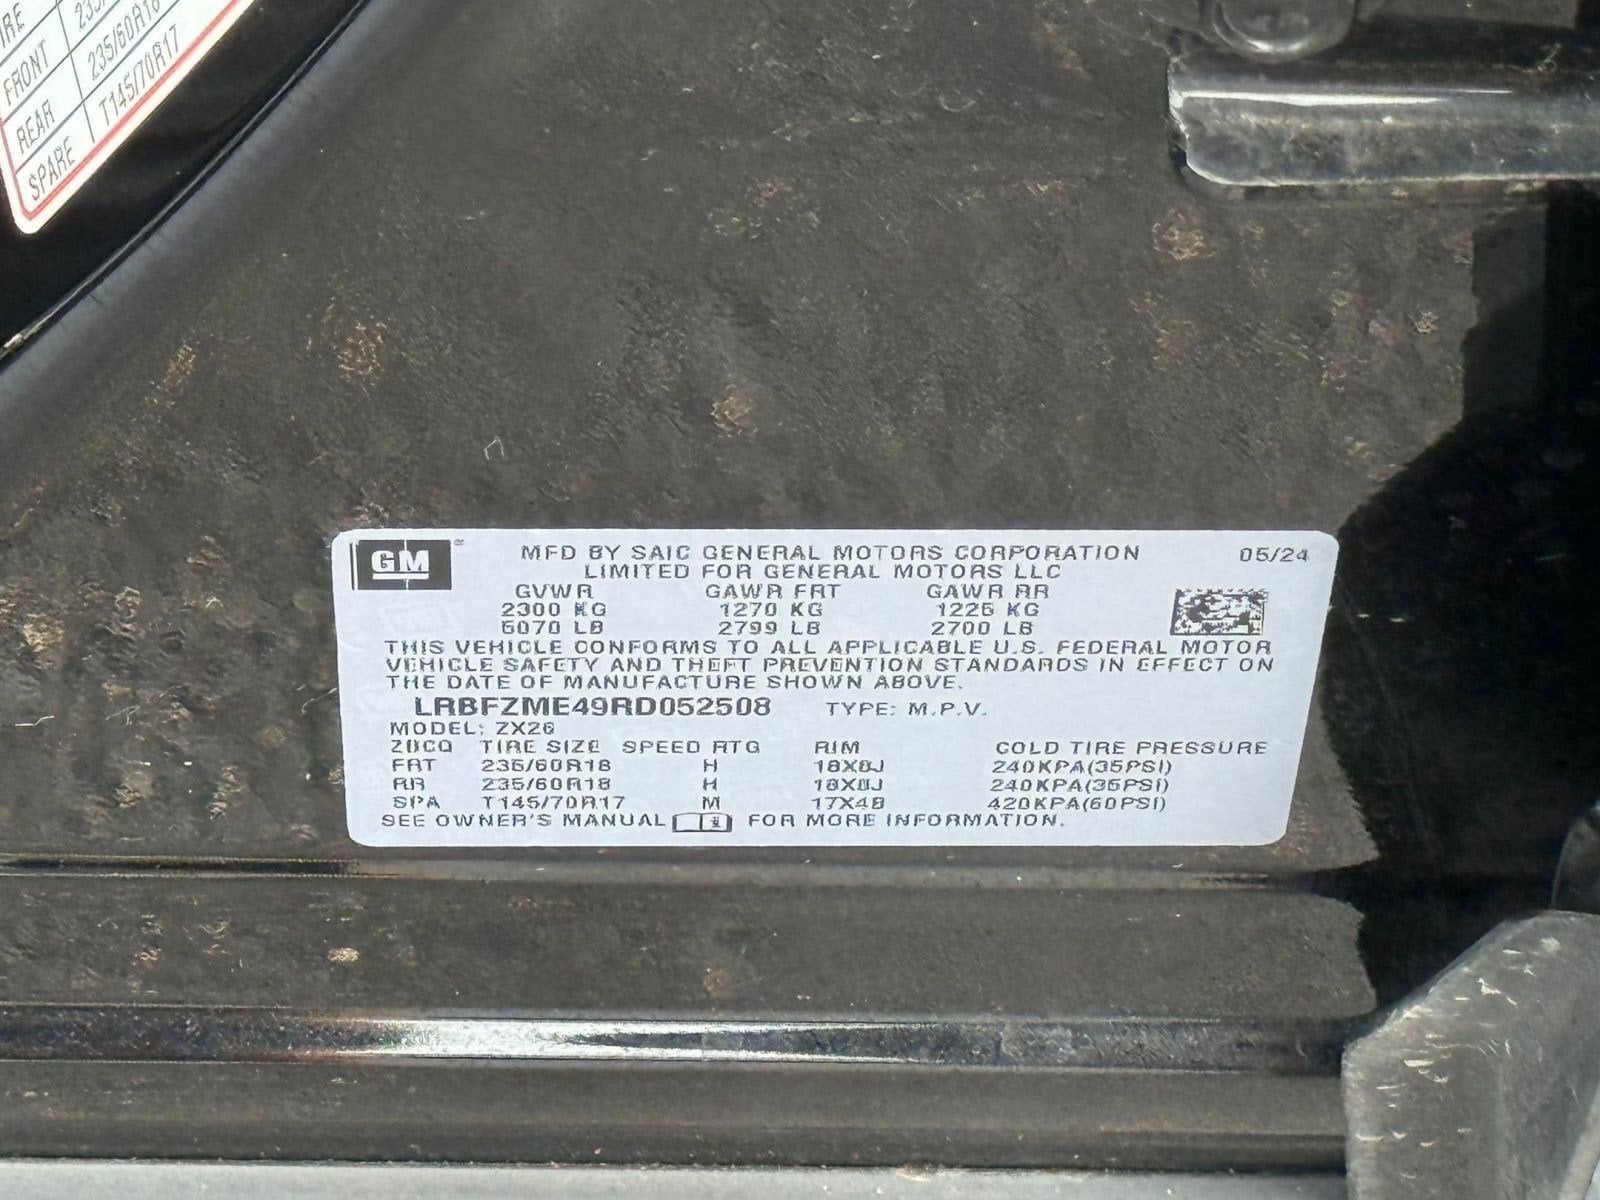 FRONT
REAR 235/60R18
SPARE T145/70R17
GM MFD BY SAIC GENERAL MOTORS CORPORATION 05/24
LIMITED FOR GENERAL MOTORS LLC
GVWR GAWR FRT GAWR RR
2300 KG 1270 KG 1225 KG
5070 LB 2799 LB 2700 LB
THIS VEHICLE CONFORMS TO ALL APPLICABLE U.S. FEDERAL MOTOR
VEHICLE SAFETY AND THEFT PREVENTION STANDARDS IN EFFECT ON
THE DATE OF MANUFACTURE SHOWN ABOVE.
LRBFZME49RD052508 TYPE: M.P.V.
MODEL: ZX26
TIRE SIZE SPEED RTG RIM COLD TIRE PRESSURE
FRT 235/60R18 H 18X8J 240KPA(35PSI)
RR 235/60R18 H 18X8J 240KPA(35PSI)
SPA T145/70R17 M 17X4B 420KPA(60PSI)
SEE OWNER'S MANUAL FOR MORE INFORMATION.